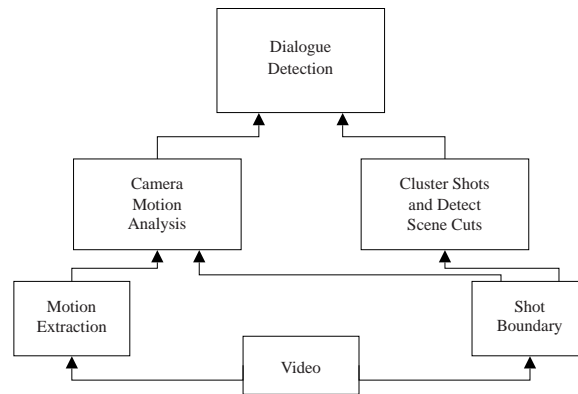 Dialogue
Detection
Camera
Motion
Analysis
Cluster Shots
and Detect
Scene Cuts
Motion
Extraction
Shot
Boundary
Video